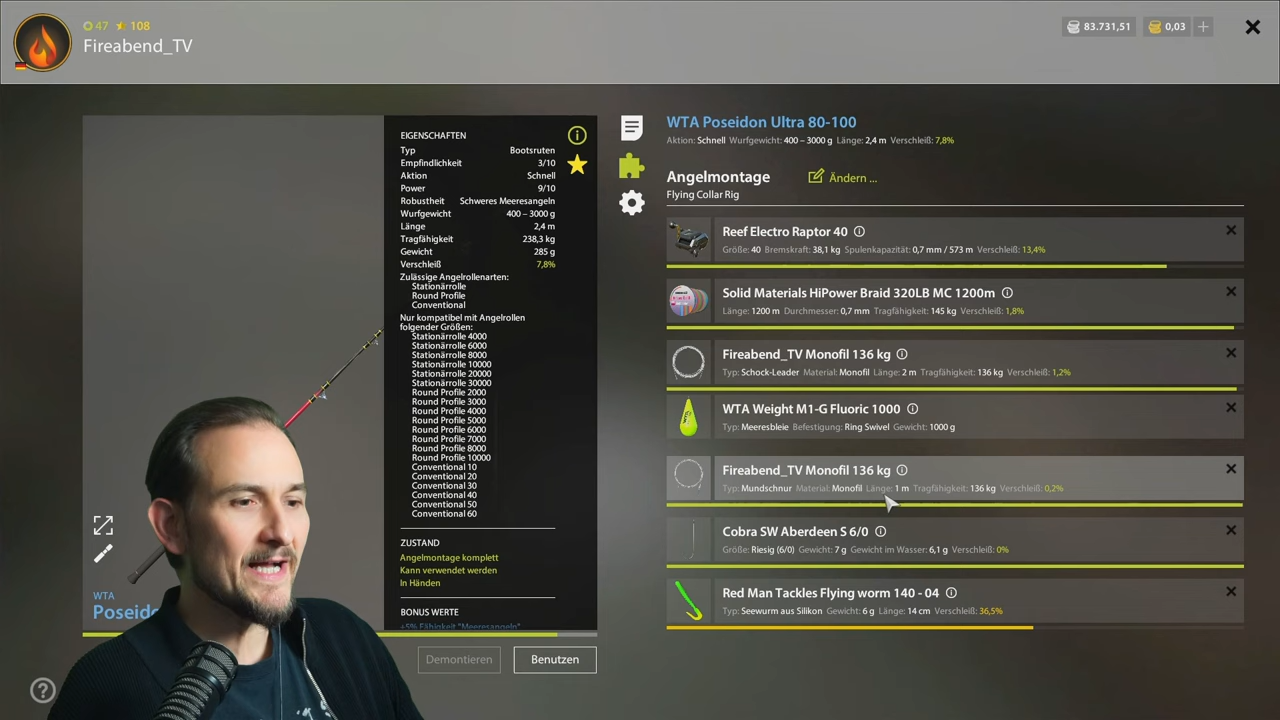 47 108
Fireabend_TV
83.731,51
0,03
WTA
Poseido
EIGENSCHAFTEN
Typ Bootsruten
Empfindlichkeit 3/10
Aktion Schnell
Power 9/10
Robustheit Schweres Meeresangeln
Wurfgewicht 400 – 3000 g
Länge 2,4 m
Tragfähigkeit 238,3 kg
Gewicht 285 g
Verschleiß 7,8%
Zulässige Angelrollenarten:
Stationärrolle
Round Profile
Conventional
Nur kompatibel mit Angelrollen
folgender Größen:
Stationärrolle 4000
Stationärrolle 6000
Stationärrolle 8000
Stationärrolle 10000
Stationärrolle 20000
Stationärrolle 30000
Round Profile 2000
Round Profile 3000
Round Profile 4000
Round Profile 5000
Round Profile 6000
Round Profile 7000
Round Profile 8000
Round Profile 10000
Conventional 10
Conventional 20
Conventional 30
Conventional 40
Conventional 50
Conventional 60
ZUSTAND
Angelmontage komplett
Kann verwendet werden
In Händen
BONUS WERTE
+5% Fähigkeit "Meeresangeln"
Demontieren
Benutzen
WTA Poseidon Ultra 80-100
Aktion: Schnell Wurfgewicht: 400 – 3000 g Länge: 2,4 m Verschleiß: 7,8%
Angelmontage Ändern ...
Flying Collar Rig
Reef Electro Raptor 40
Größe: 40 Bremskraft: 38,1 kg Spulenkapazität: 0,7 mm / 573 m Verschleiß: 13,4%
Solid Materials HiPower Braid 320LB MC 1200m
Länge: 1200 m Durchmesser: 0,7 mm Tragfähigkeit: 145 kg Verschleiß: 1,8%
Fireabend_TV Monofil 136 kg
Typ: Schock-Leader Material: Monofil Länge: 2 m Tragfähigkeit: 136 kg Verschleiß: 1,2%
WTA Weight M1-G Fluoric 1000
Typ: Meeresbleie Befestigung: Ring Swivel Gewicht: 1000 g
Fireabend_TV Monofil 136 kg
Typ: Mundschnur Material: Monofil Länge: 1 m Tragfähigkeit: 136 kg Verschleiß: 0,2%
Cobra SW Aberdeen S 6/0
Größe: Riesig (6/0) Gewicht: 7 g Gewicht im Wasser: 6,1 g Verschleiß: 0%
Red Man Tackles Flying worm 140 - 04
Typ: Seewurm aus Silikon Gewicht: 6 g Länge: 14 cm Verschleiß: 36,5%